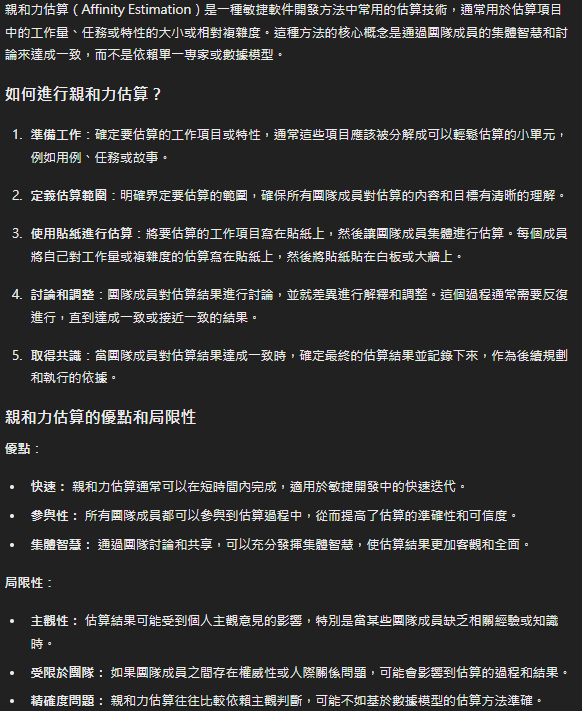 親和力估算（Affinity Estimation）是一種敏捷軟件開發方法中常用的估算技術，通常用於估算項目
中的工作量、任務或特性的大小或相對複雜度。這種方法的核心概念是通過團隊成員的集體智慧和討
論來達成一致，而不是依賴單一專家或數據模型。
如何進行親和力估算？
1. 準備工作：確定要估算的工作項目或特性，通常這些項目應該被分解成可以輕鬆估算的小單元，
例如用例、任務或故事。
2. 定義估算範圍：明確界定要估算的範圍，確保所有團隊成員對估算的內容和目標有清晰的理解。
3. 使用貼紙進行估算：將要估算的工作項目寫在貼紙上，然後讓團隊成員集體進行估算。每個成員
將自己對工作量或複雜度的估算寫在貼紙上，然後將貼紙貼在白板或大牆上。
4. 討論和調整：團隊成員對估算結果進行討論，並就差異進行解釋和調整。這個過程通常需要反復
進行，直到達成一致或接近一致的結果。
5. 取得共識：當團隊成員對估算結果達成一致時，確定最終的估算結果並記錄下來，作為後續規劃
和執行的依據。
親和力估算的優點和局限性
優點：
• 快速： 親和力估算通常可以在短時間內完成，適用於敏捷開發中的快速迭代。
• 參與性： 所有團隊成員都可以參與到估算過程中，從而提高了估算的準確性和可信度。
• 集體智慧： 通過團隊討論和共享，可以充分發揮集體智慧，使估算結果更加客觀和全面。
局限性：
• 主觀性： 估算結果可能受到個人主觀意見的影響，特別是當某些團隊成員缺乏相關經驗或知識
時。
• 受限於團隊： 如果團隊成員之間存在權威性或人際關係問題，可能會影響到估算的過程和結果。
• 精確度問題： 親和力估算往往比較依賴主觀判斷，可能不如基於數據模型的估算方法準確。